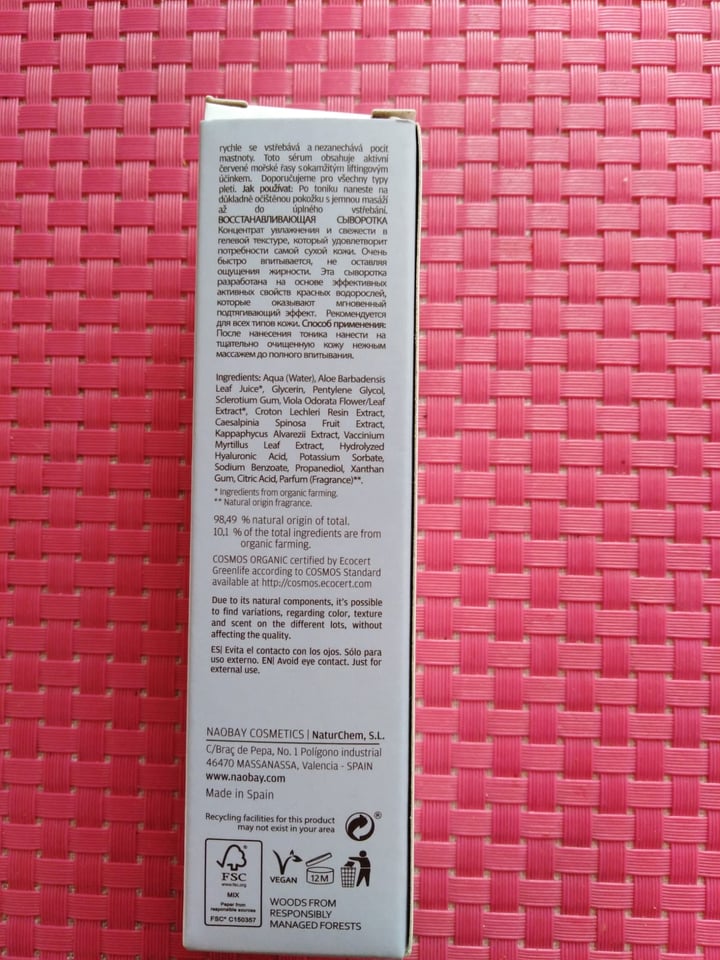 rychle se vstřebává a nezanechává pocit
mastnoty. Toto sérum obsahuje aktivní
červené mořské řasy s okamžitým liftingovým
účinkem. Doporučujeme pro všechny typy
pleti. Jak používat: Po toniku naneste na
důkladně očištěnou pokožku s jemnou masáží
až do úplného vstřebání.
ВОССТАНАВЛИВАЮЩАЯ СЫВОРОТКА
Концентрат увлажнения и свежести в
гелевой текстуре, который удовлетворит
потребности самой сухой кожи. Очень
быстро впитывается, не оставляя
ощущения жирности. Эта сыворотка
разработана на основе эффективных
активных свойств красных водорослей,
которые оказывают мгновенный
подтягивающий эффект. Рекомендуется
для всех типов кожи. Способ применения:
После нанесения тоника нанести на
тщательно очищенную кожу нежным
массажем до полного впитывания.
Ingredients: Aqua (Water), Aloe Barbadensis
Leaf Juice*, Glycerin, Pentylene Glycol,
Sclerotium Gum, Viola Odorata Flower/Leaf
Extract*, Croton Lechleri Resin Extract,
Caesalpinia Spinosa Fruit Extract,
Kappaphycus Alvarezii Extract, Vaccinium
Myrtillus Leaf Extract, Hydrolyzed
Hyaluronic Acid, Potassium Sorbate,
Sodium Benzoate, Propanediol, Xanthan
Gum, Citric Acid, Parfum (Fragrance)**.
* Ingredients from organic farming.
** Natural origin fragrance.
98,49 % natural origin of total.
10,1 % of the total ingredients are from
organic farming.
COSMOS ORGANIC certified by Ecocert
Greenlife according to COSMOS Standard
available at http://cosmos.ecocert.com
Due to its natural components, it's possible
to find variations, regarding color, texture
and scent on the different lots, without
affecting the quality.
ES| Evita el contacto con los ojos. Sólo para
uso externo. EN| Avoid eye contact. Just for
external use.
NAOBAY COSMETICS | NaturChem, S.L.
C/Braç de Pepa, No. 1 Polígono industrial
46470 MASSANASSA, Valencia - SPAIN
www.naobay.com
Made in Spain
Recycling facilities for this product
may not exist in your area
®
FSC
www.fsc.org
MIX
Paper from
responsible sources
FSC® C150367
VEGAN
12M
WOODS FROM
RESPONSIBLY
MANAGED FORESTS